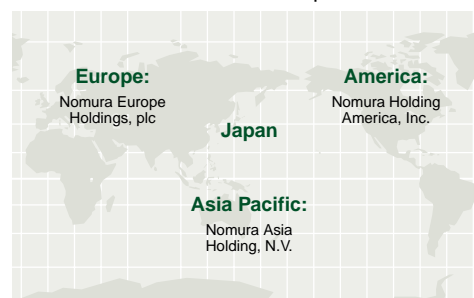 Europe:
Nomura Europe
Holdings, plc
America:
Nomura Holding
America, Inc.
Japan
Asia Pacific:
Nomura Asia
Holding, N.V.